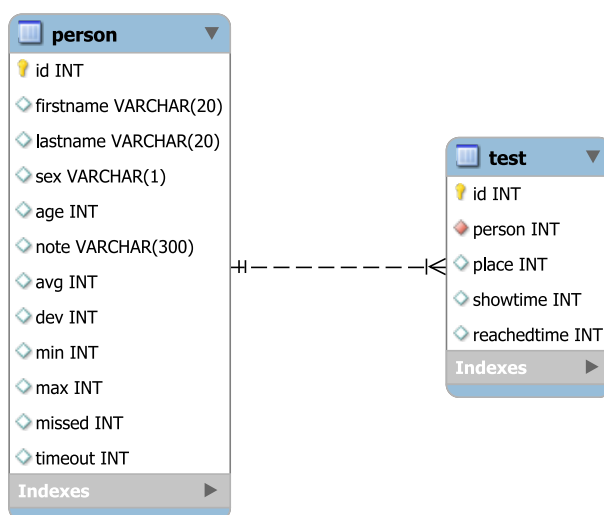 person
id INT
firstname VARCHAR(20)
lastname VARCHAR(20)
sex VARCHAR(1)
age INT
note VARCHAR(300)
avg INT
dev INT
min INT
max INT
missed INT
timeout INT
Indexes
test
id INT
person INT
place INT
showtime INT
reachedtime INT
Indexes